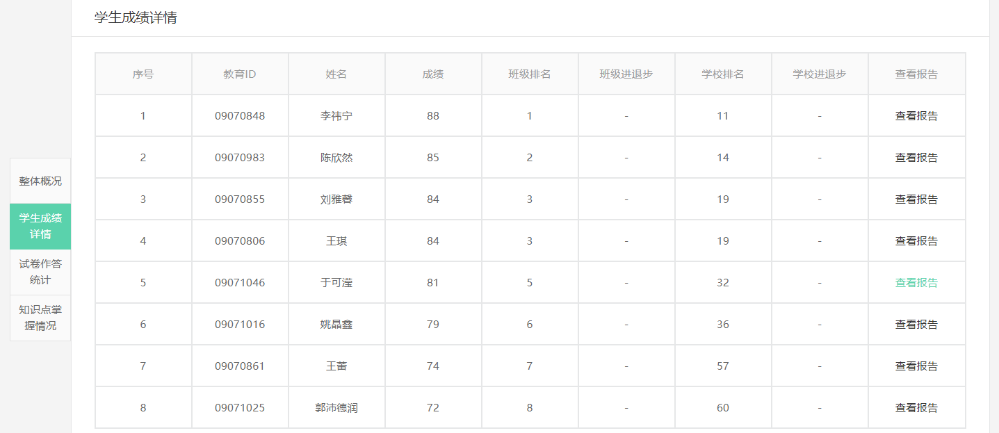 学生成绩详情
序号 教育ID 姓名 成绩 班级排名 班级进退步 学校排名 学校进退步 查看报告
1 09070848 李祎宁 88 1 - 11 - 查看报告
2 09070983 陈欣然 85 2 - 14 - 查看报告
3 09070855 刘雅馨 84 3 - 19 - 查看报告
4 09070806 王琪 84 3 - 19 - 查看报告
5 09071046 于可滢 81 5 - 32 - 查看报告
6 09071016 姚晶鑫 79 6 - 36 - 查看报告
7 09070861 王蕾 74 7 - 57 - 查看报告
8 09071025 郭沛德润 72 8 - 60 - 查看报告
整体概况
学生成绩
详情
试卷作答
统计
知识点掌
握情况